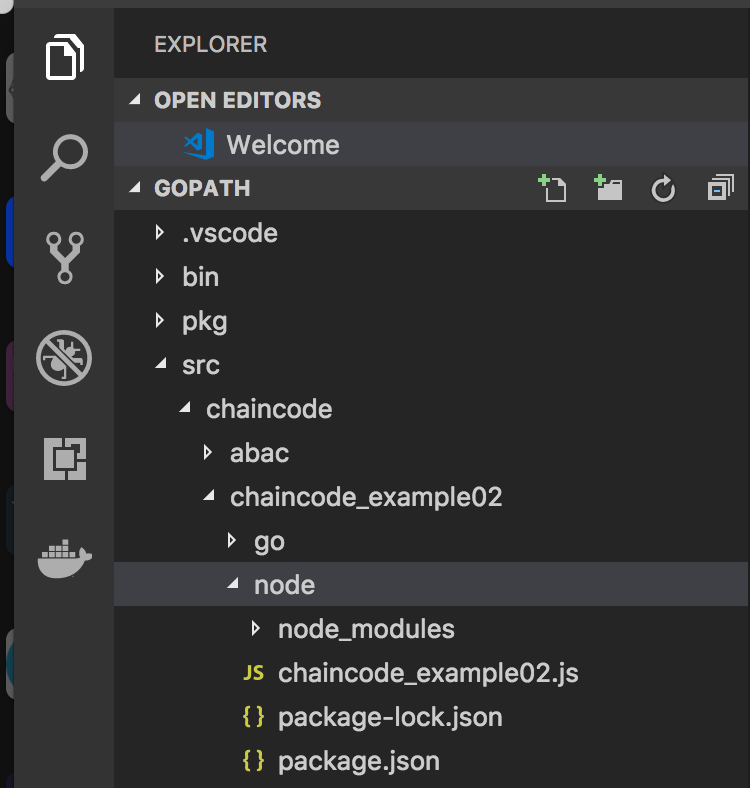 EXPLORER
OPEN EDITORS
Welcome
GOPATH
.vscode
bin
pkg
src
chaincode
abac
chaincode_example02
go
node
node_modules
JS chaincode_example02.js
{ } package-lock.json
{ } package.json